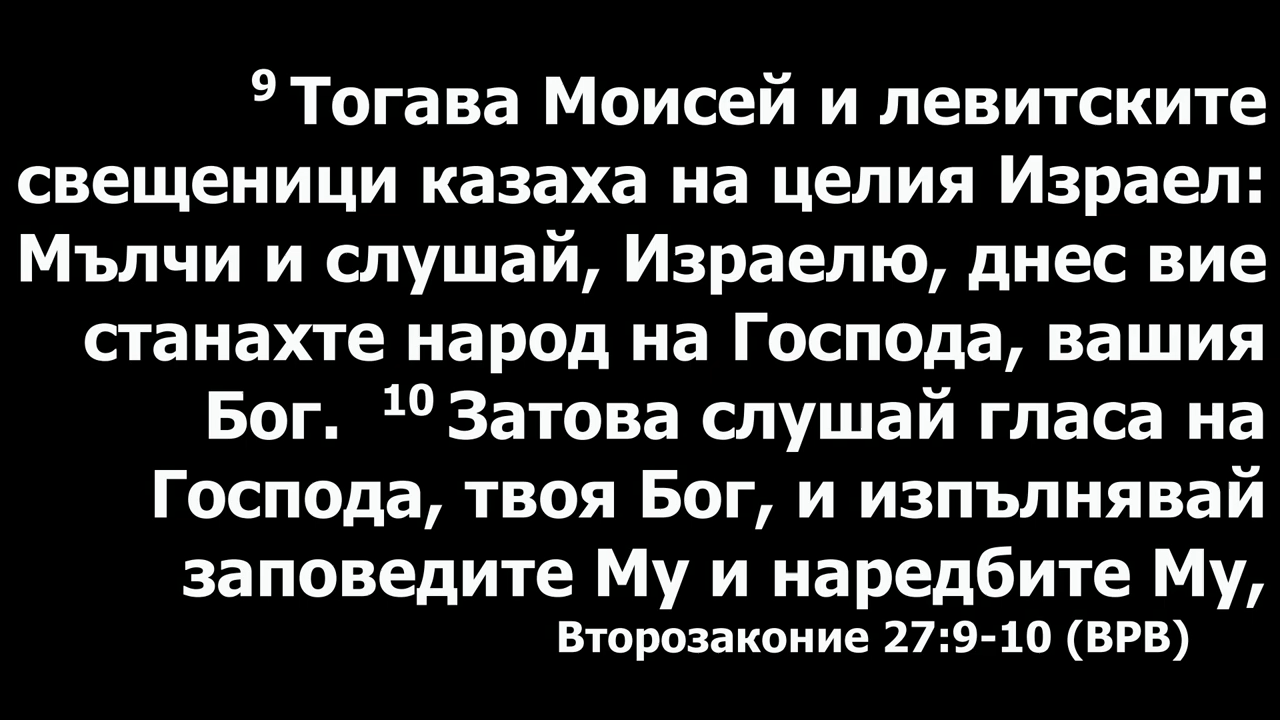 9 Тогава Моисей и левитските
свещеници казаха на целия Израел:
Мълчи и слушай, Израелю, днес вие
станахте народ на Господа, вашия
Бог. 10 Затова слушай гласа на
Господа, твоя Бог, и изпълнявай
заповедите Му и наредбите Му,
Второзаконие 27:9-10 (ВРВ)